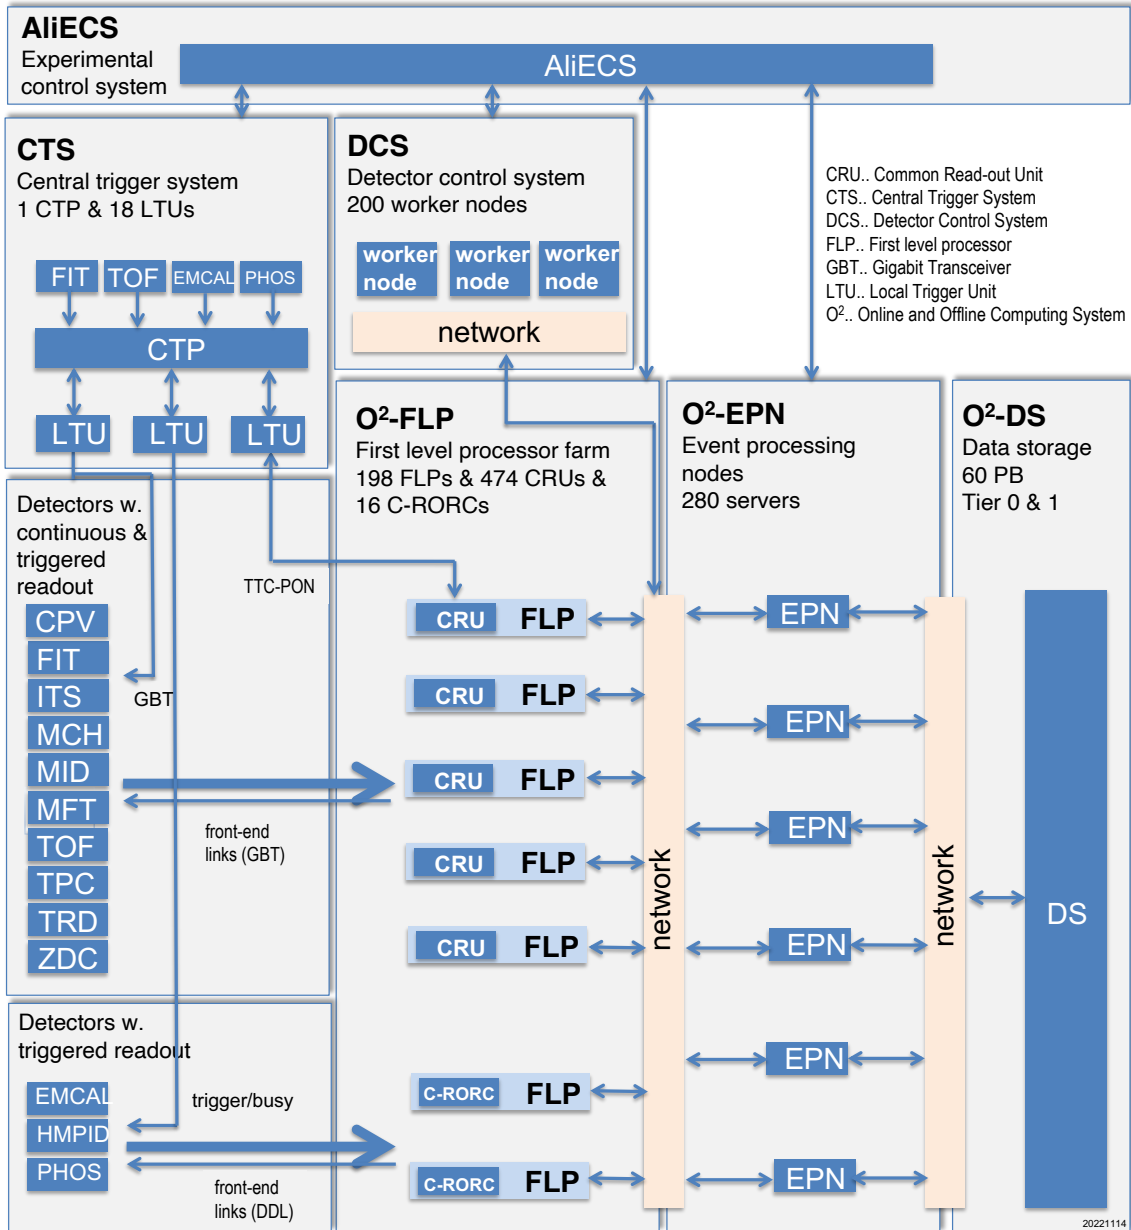 AliECS
Experimental
control system
AliECS
CTS
Central trigger system
1 CTP & 18 LTUs
FIT
TOF
EMCAL
PHOS
CTP
LTU
LTU
LTU
DCS
Detector control system
200 worker nodes
worker
node
worker
node
worker
node
network
CRU.. Common Read-out Unit
CTS.. Central Trigger System
DCS.. Detector Control System
FLP.. First level processor
GBT.. Gigabit Transceiver
LTU.. Local Trigger Unit
O².. Online and Offline Computing System
Detectors w.
continuous &
triggered
readout
CPV
FIT
ITS
MCH
MID
MFT
TOF
TPC
TRD
ZDC
GBT
TTC-PON
front-end
links (GBT)
Detectors w.
triggered readout
EMCAL
HMPID
PHOS
trigger/busy
front-end
links (DDL)
O²-FLP
First level processor farm
198 FLPs & 474 CRUs &
16 C-RORCs
CRU FLP
CRU FLP
CRU FLP
CRU FLP
CRU FLP
C-RORC FLP
C-RORC FLP
network
O²-EPN
Event processing
nodes
280 servers
EPN
EPN
EPN
EPN
EPN
EPN
network
O²-DS
Data storage
60 PB
Tier 0 & 1
DS
20221114